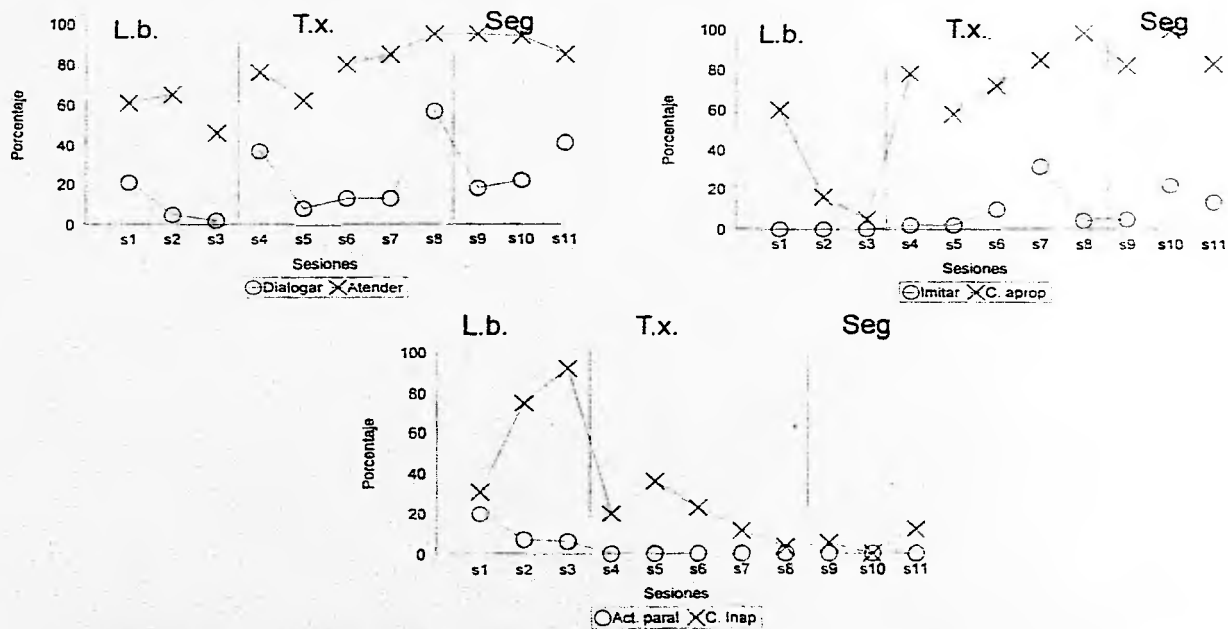 L.b. T.x. Seg
100
80
60
40
20
0
Porcentaje
s1 s2 s3 s4 s5 s6 s7 s8 s9 s10 s11
Sesiones
Dialogar Atender
L.b. T.x. Seg
100
80
60
40
20
0
Porcentaje
s1 s2 s3 s4 s5 s6 s7 s8 s9 s10 s11
Sesiones
Imitar C. aprop
L.b. T.x. Seg
100
80
60
40
20
0
Porcentaje
s1 s2 s3 s4 s5 s6 s7 s8 s9 s10 s11
Sesiones
Act. paral C. Inap